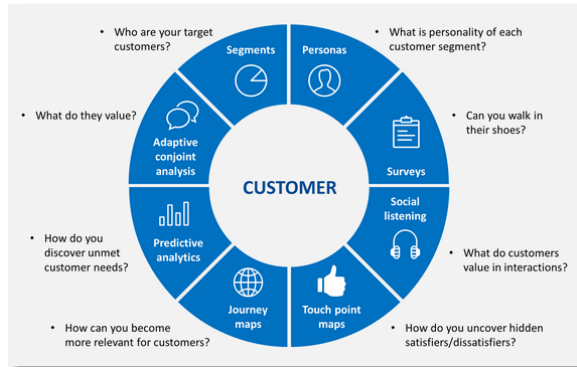 • Who are your target
customers?
• What is personality of each
customer segment?
Segments
Personas
• What do they value?
• Can you walk in
their shoes?
Adaptive
conjoint
analysis
Surveys
CUSTOMER
Predictive
analytics
Social
listening
• How do you
discover unmet
customer needs?
• What do customers
value in interactions?
Journey
maps
Touch point
maps
• How can you become
more relevant for customers?
• How do you uncover hidden
satisfiers/dissatisfiers?